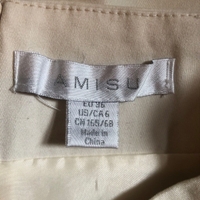 AMISU
EU 36
US/CA 6
CN 165/68
Made in
China